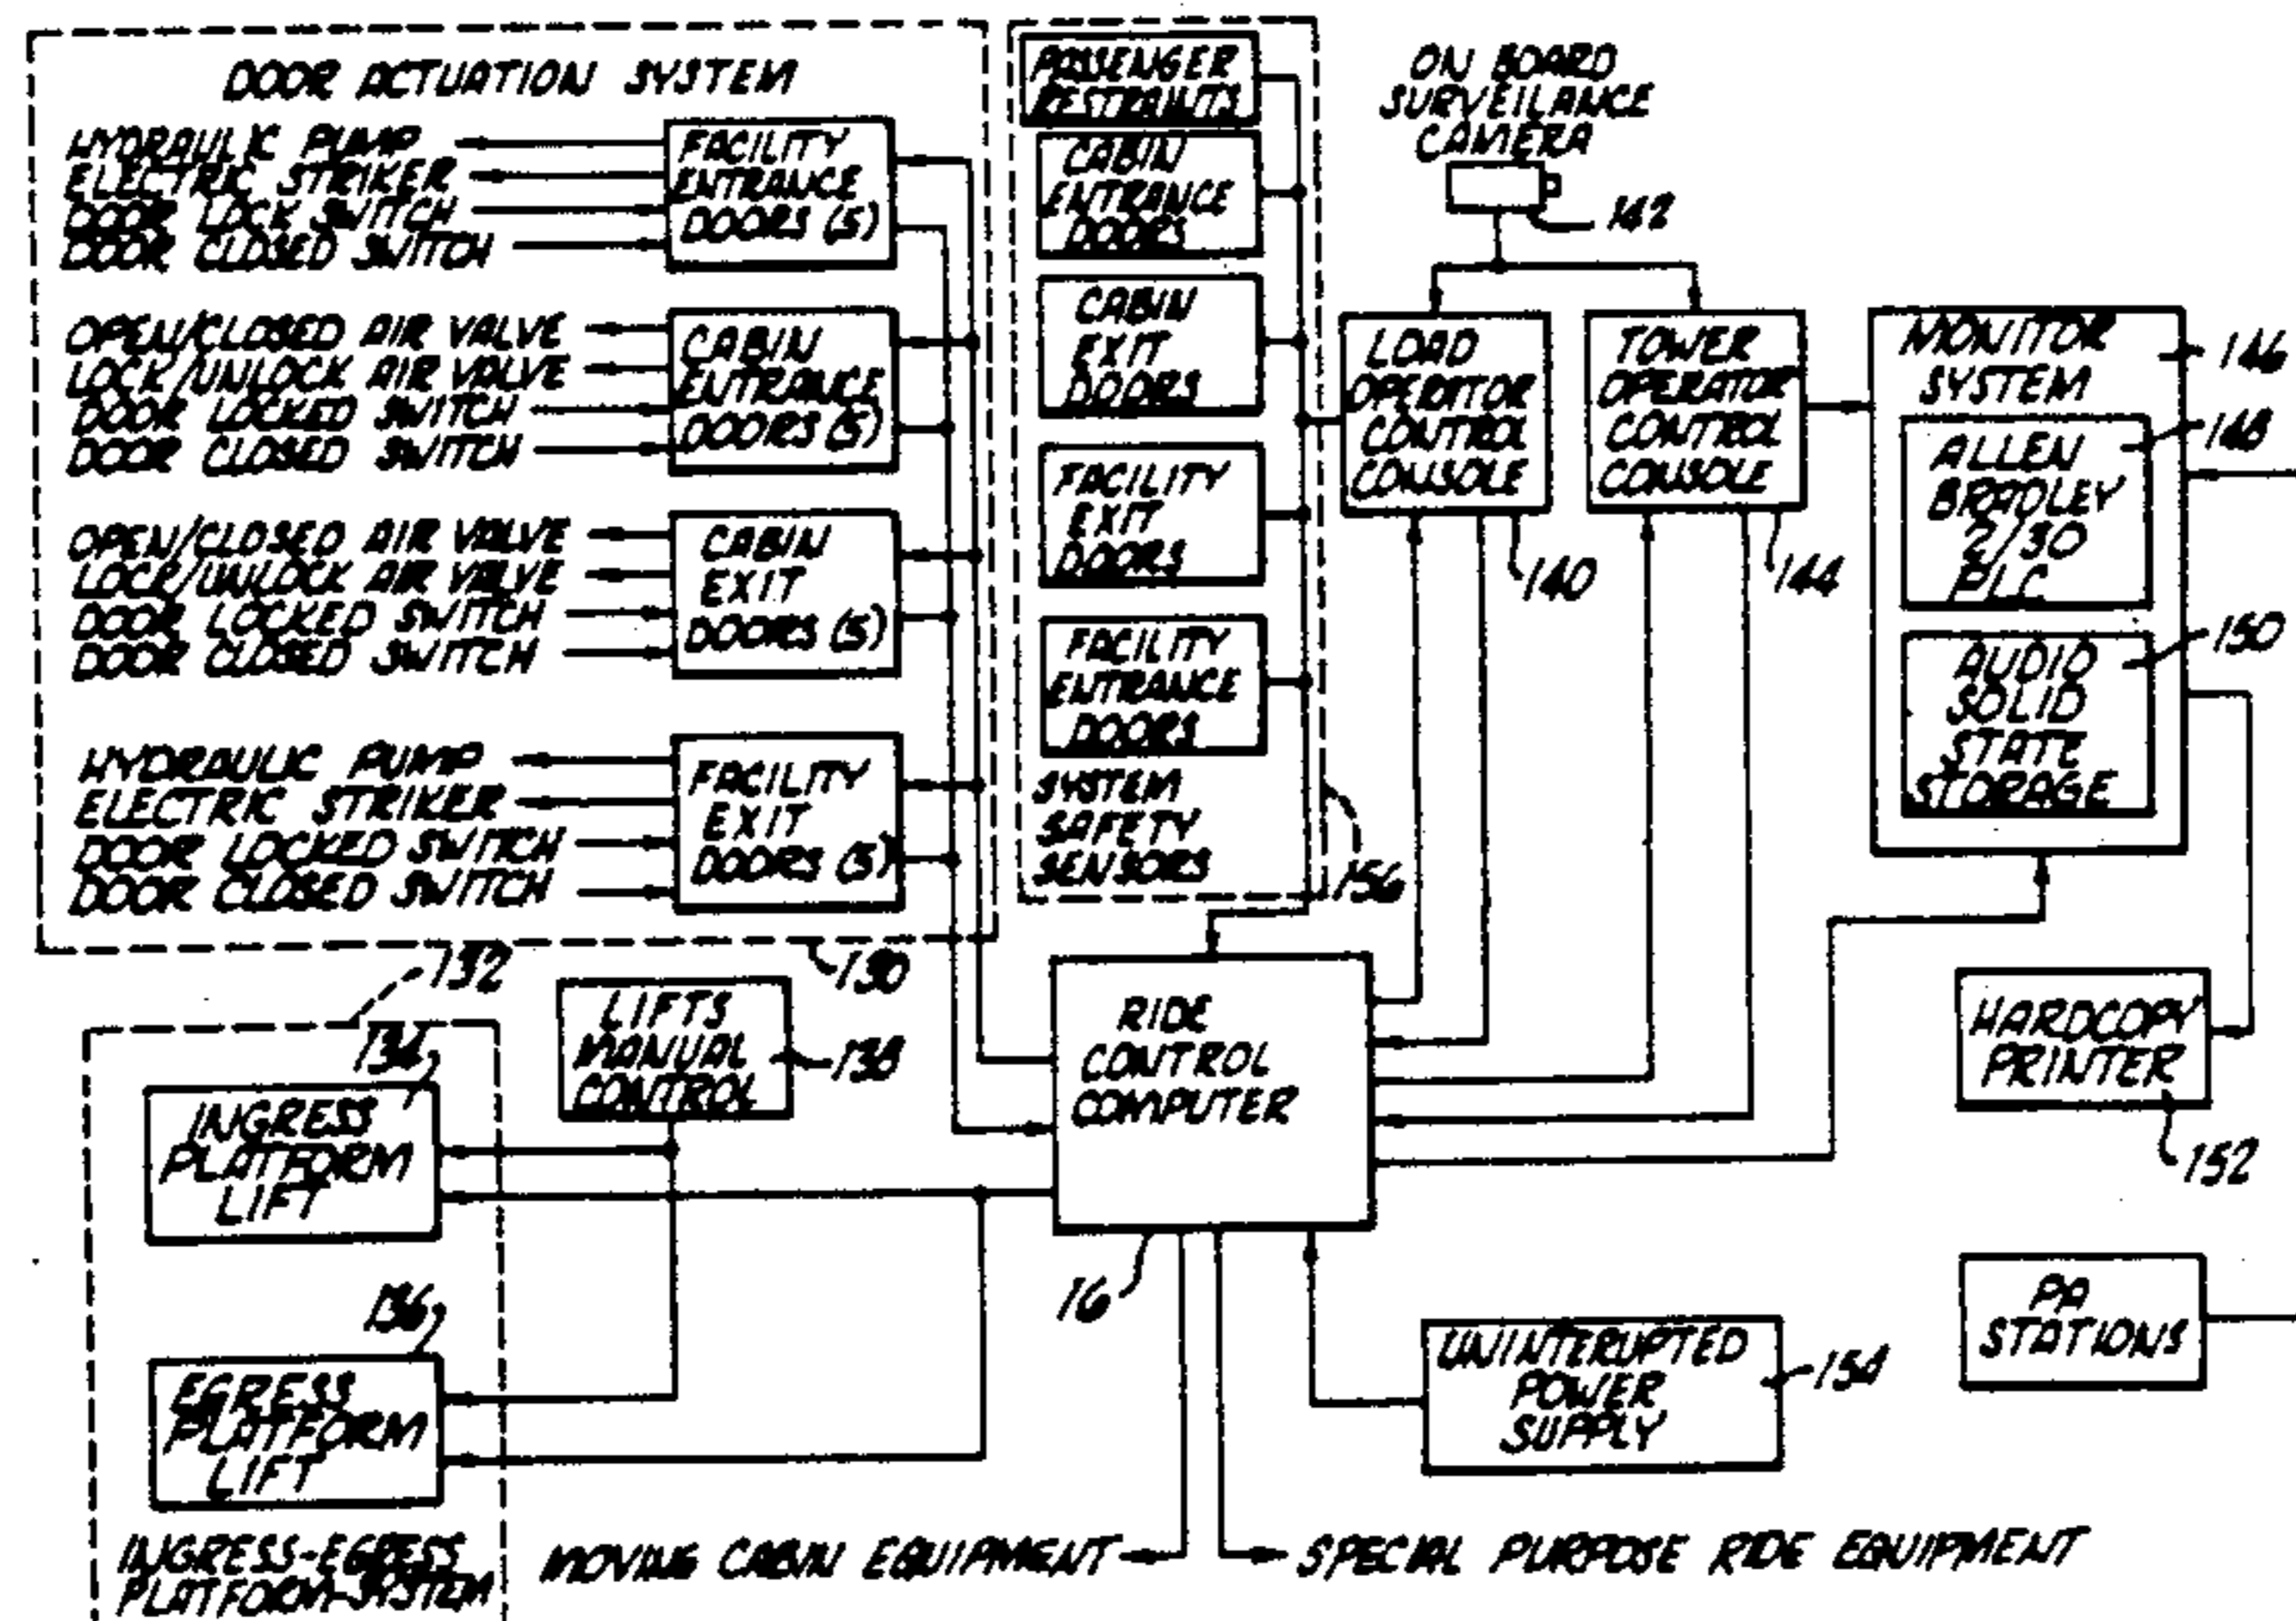 DOOR ACTUATION SYSTEM
HYDRAULIC PUMP
ELECTRIC STRIKER
DOOR LOCK SWITCH
DOOR CLOSED SWITCH
FACILITY
ENTRANCE
DOORS (5)
OPEN/CLOSED AIR VALVE
LOCK/UNLOCK AIR VALVE
DOOR LOCKED SWITCH
DOOR CLOSED SWITCH
CABIN
ENTRANCE
DOORS (5)
OPEN/CLOSED AIR VALVE
LOCK/UNLOCK AIR VALVE
DOOR LOCKED SWITCH
DOOR CLOSED SWITCH
CABIN
EXIT
DOORS (5)
HYDRAULIC PUMP
ELECTRIC STRIKER
DOOR LOCKED SWITCH
DOOR CLOSED SWITCH
FACILITY
EXIT
DOORS (5)
130
PASSENGER
RESTRAINTS
CABIN
ENTRANCE
DOORS
CABIN
EXIT
DOORS
FACILITY
EXIT
DOORS
FACILITY
ENTRANCE
DOORS
SYSTEM
SAFETY
SENSORS
156
ON BOARD
SURVEILANCE
CAMERA
142
LOAD
OPERATOR
CONTROL
CONSOLE
140
TOWER
OPERATOR
CONTROL
CONSOLE
144
MONITOR
SYSTEM
146
ALLEN
BRADLEY
2/30
PLC
148
AUDIO
SOLID
STATE
STORAGE
150
132
134
INGRESS
PLATFORM
LIFT
136
EGRESS
PLATFORM
LIFT
INGRESS-EGRESS
PLATFORM-SYSTEM
LIFTS
MANUAL
CONTROL
138
RIDE
CONTROL
COMPUTER
16
HARDCOPY
PRINTER
152
PA
STATIONS
UNINTERUPTED
POWER
SUPPLY
154
MOVING CABIN EQUIPMENT
SPECIAL PURPOSE RIDE EQUIPMENT